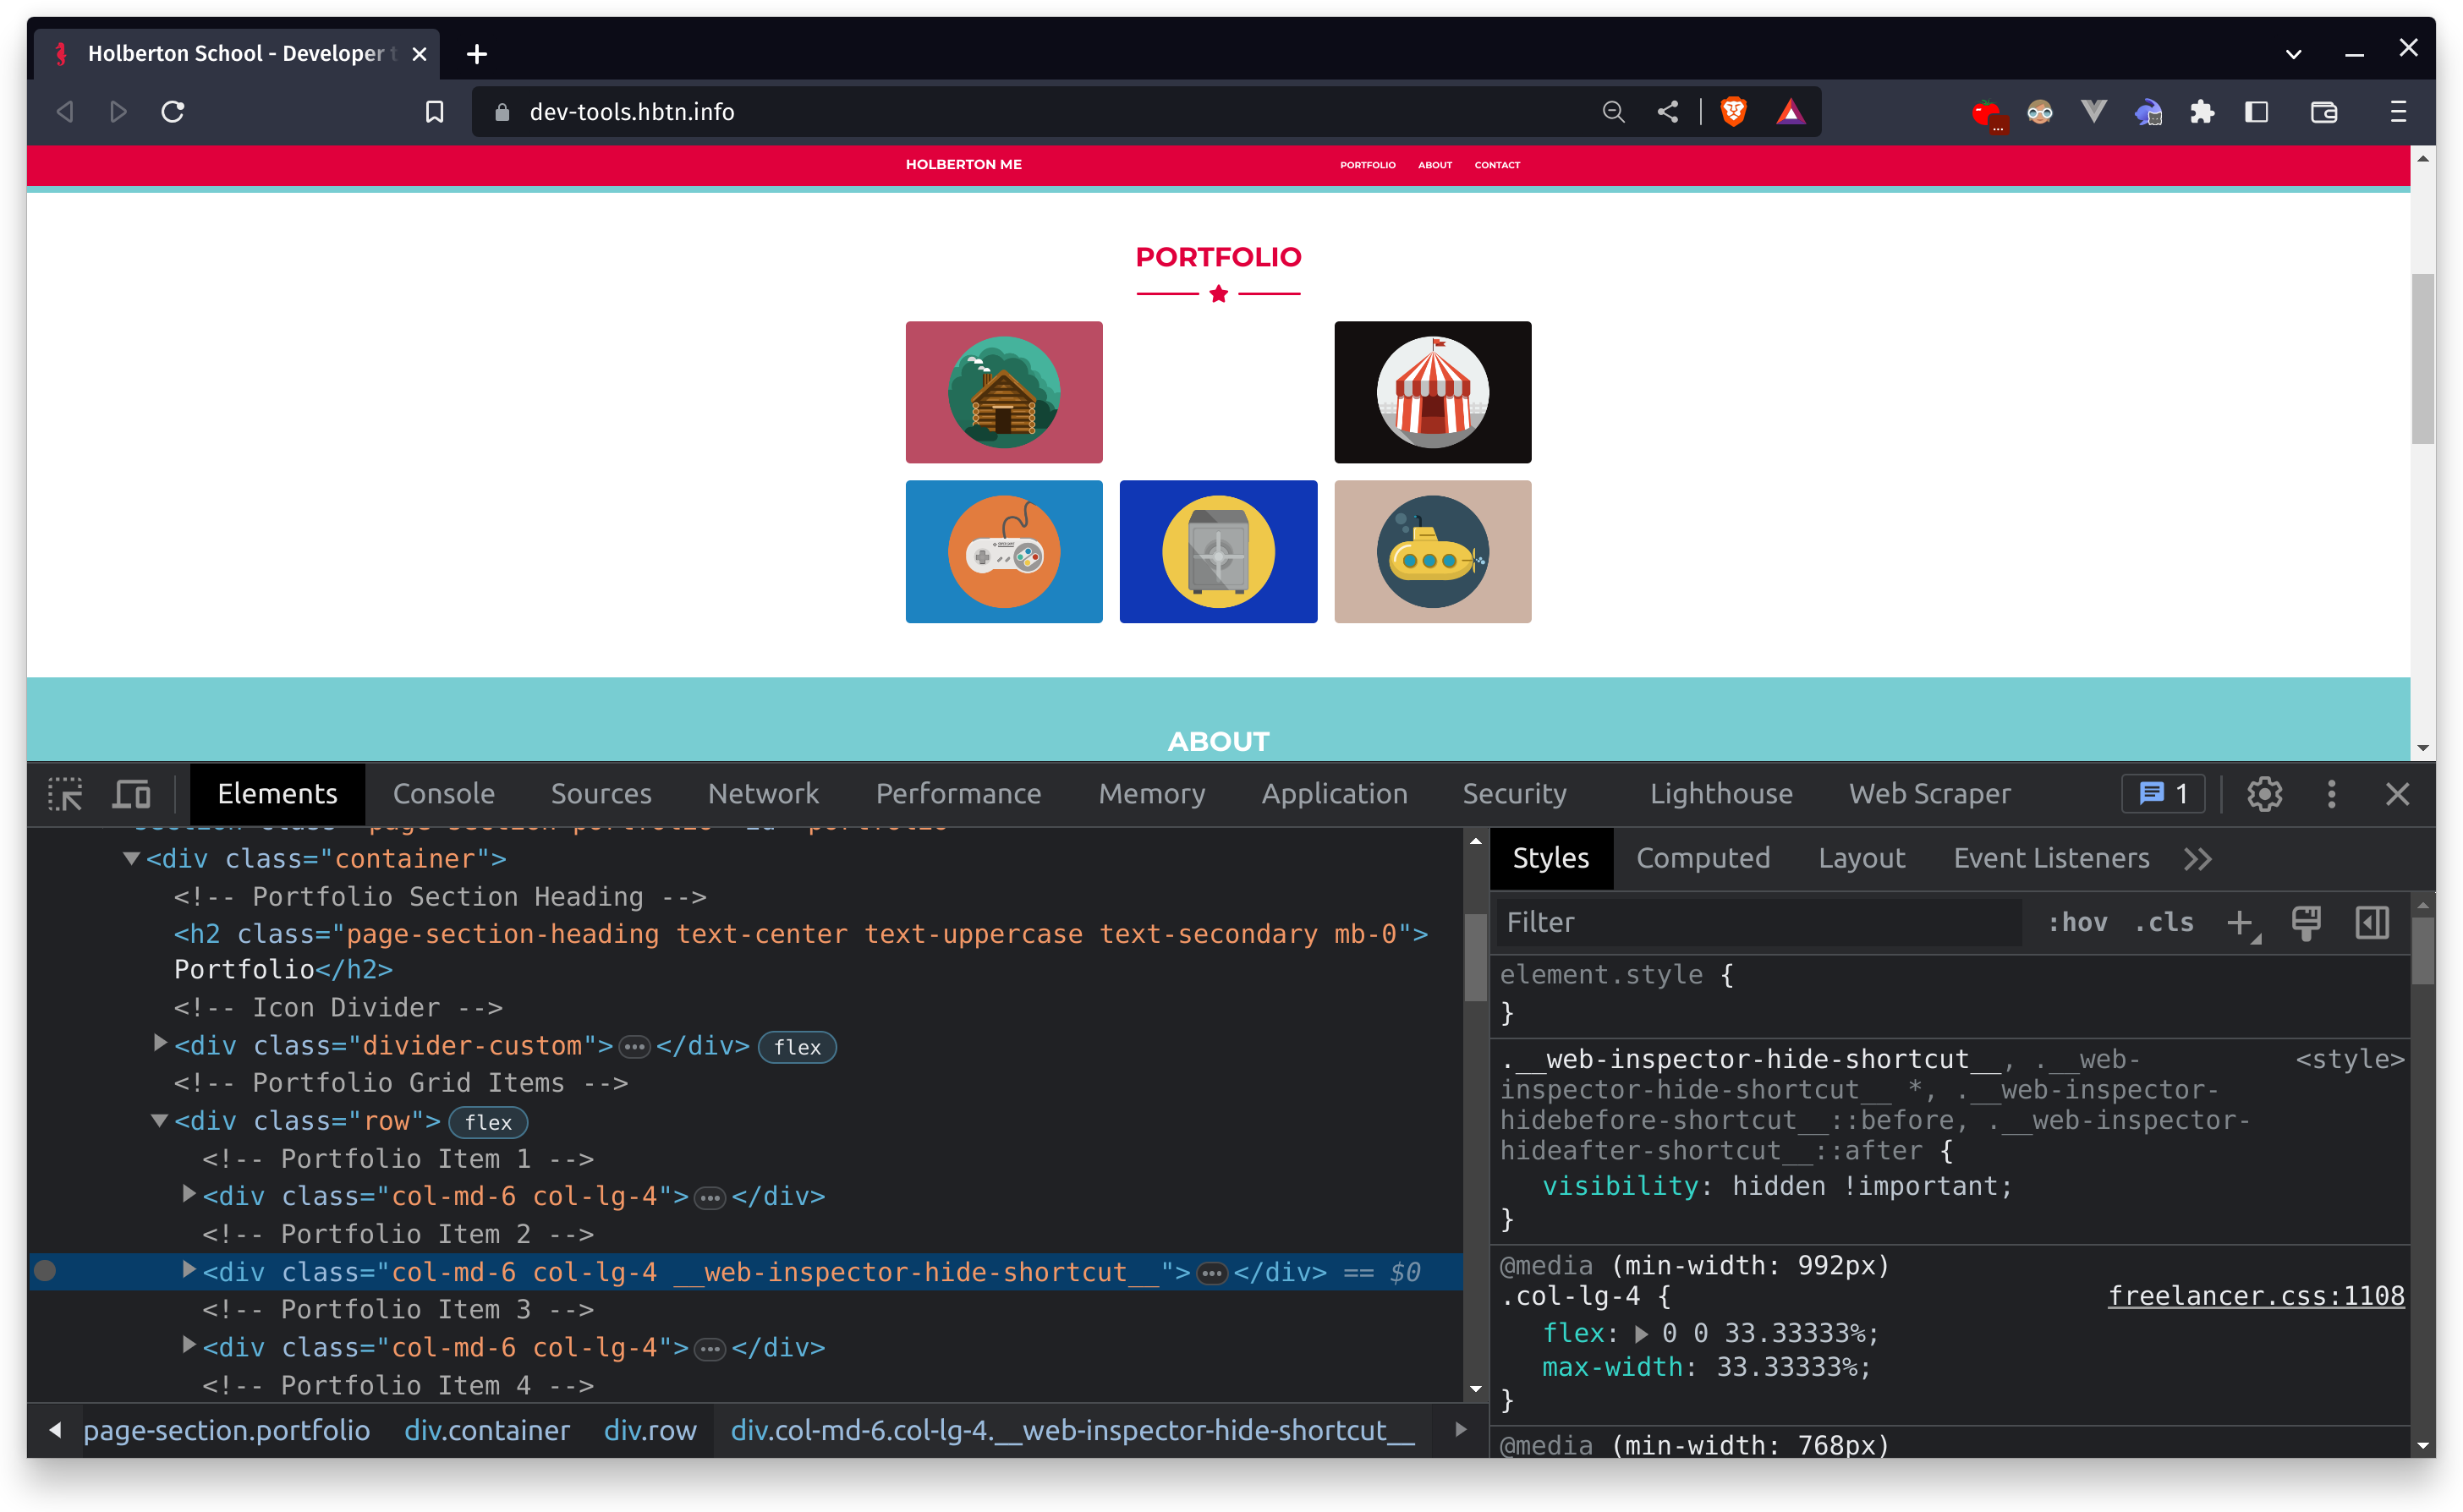 Holberton School - Developer t
dev-tools.hbtn.info
HOLBERTON ME
PORTFOLIO
ABOUT
CONTACT
PORTFOLIO
ABOUT
Elements
Console
Sources
Network
Performance
Memory
Application
Security
Lighthouse
Web Scraper
1
<div class="container">
<!-- Portfolio Section Heading -->
<h2 class="page-section-heading text-center text-uppercase text-secondary mb-0">
Portfolio</h2>
<!-- Icon Divider -->
<div class="divider-custom">…</div> flex
<!-- Portfolio Grid Items -->
<div class="row"> flex
<!-- Portfolio Item 1 -->
<div class="col-md-6 col-lg-4">…</div>
<!-- Portfolio Item 2 -->
<div class="col-md-6 col-lg-4 __web-inspector-hide-shortcut__">…</div> == $0
<!-- Portfolio Item 3 -->
<div class="col-md-6 col-lg-4">…</div>
<!-- Portfolio Item 4 -->
page-section.portfolio
div.container
div.row
div.col-md-6.col-lg-4.__web-inspector-hide-shortcut__
Styles
Computed
Layout
Event Listeners
Filter
:hov
.cls
element.style {
}
.__web-inspector-hide-shortcut__, .__web- <style>
inspector-hide-shortcut__ *, .__web-inspector-
hidebefore-shortcut__::before, .__web-inspector-
hideafter-shortcut__::after {
visibility: hidden !important;
}
@media (min-width: 992px)
.col-lg-4 { freelancer.css:1108
flex: 0 0 33.33333%;
max-width: 33.33333%;
}
@media (min-width: 768px)